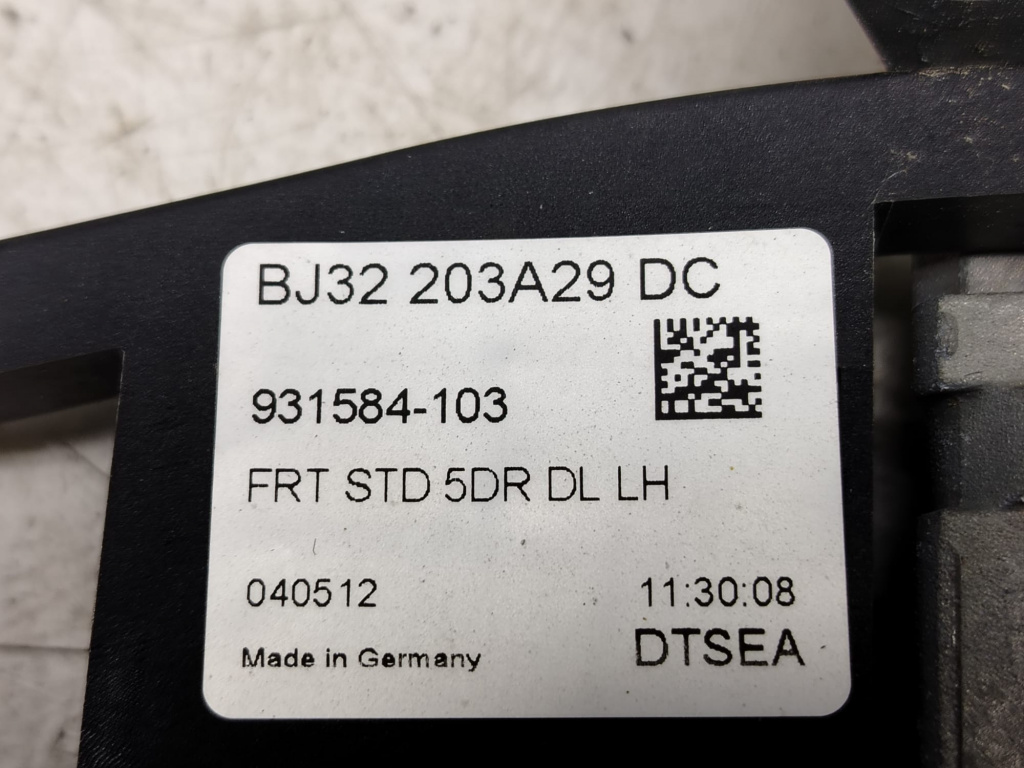 BJ32 203A29 DC
931584-103
FRT STD 5DR DL LH
040512 11:30:08
Made in Germany DTSEA